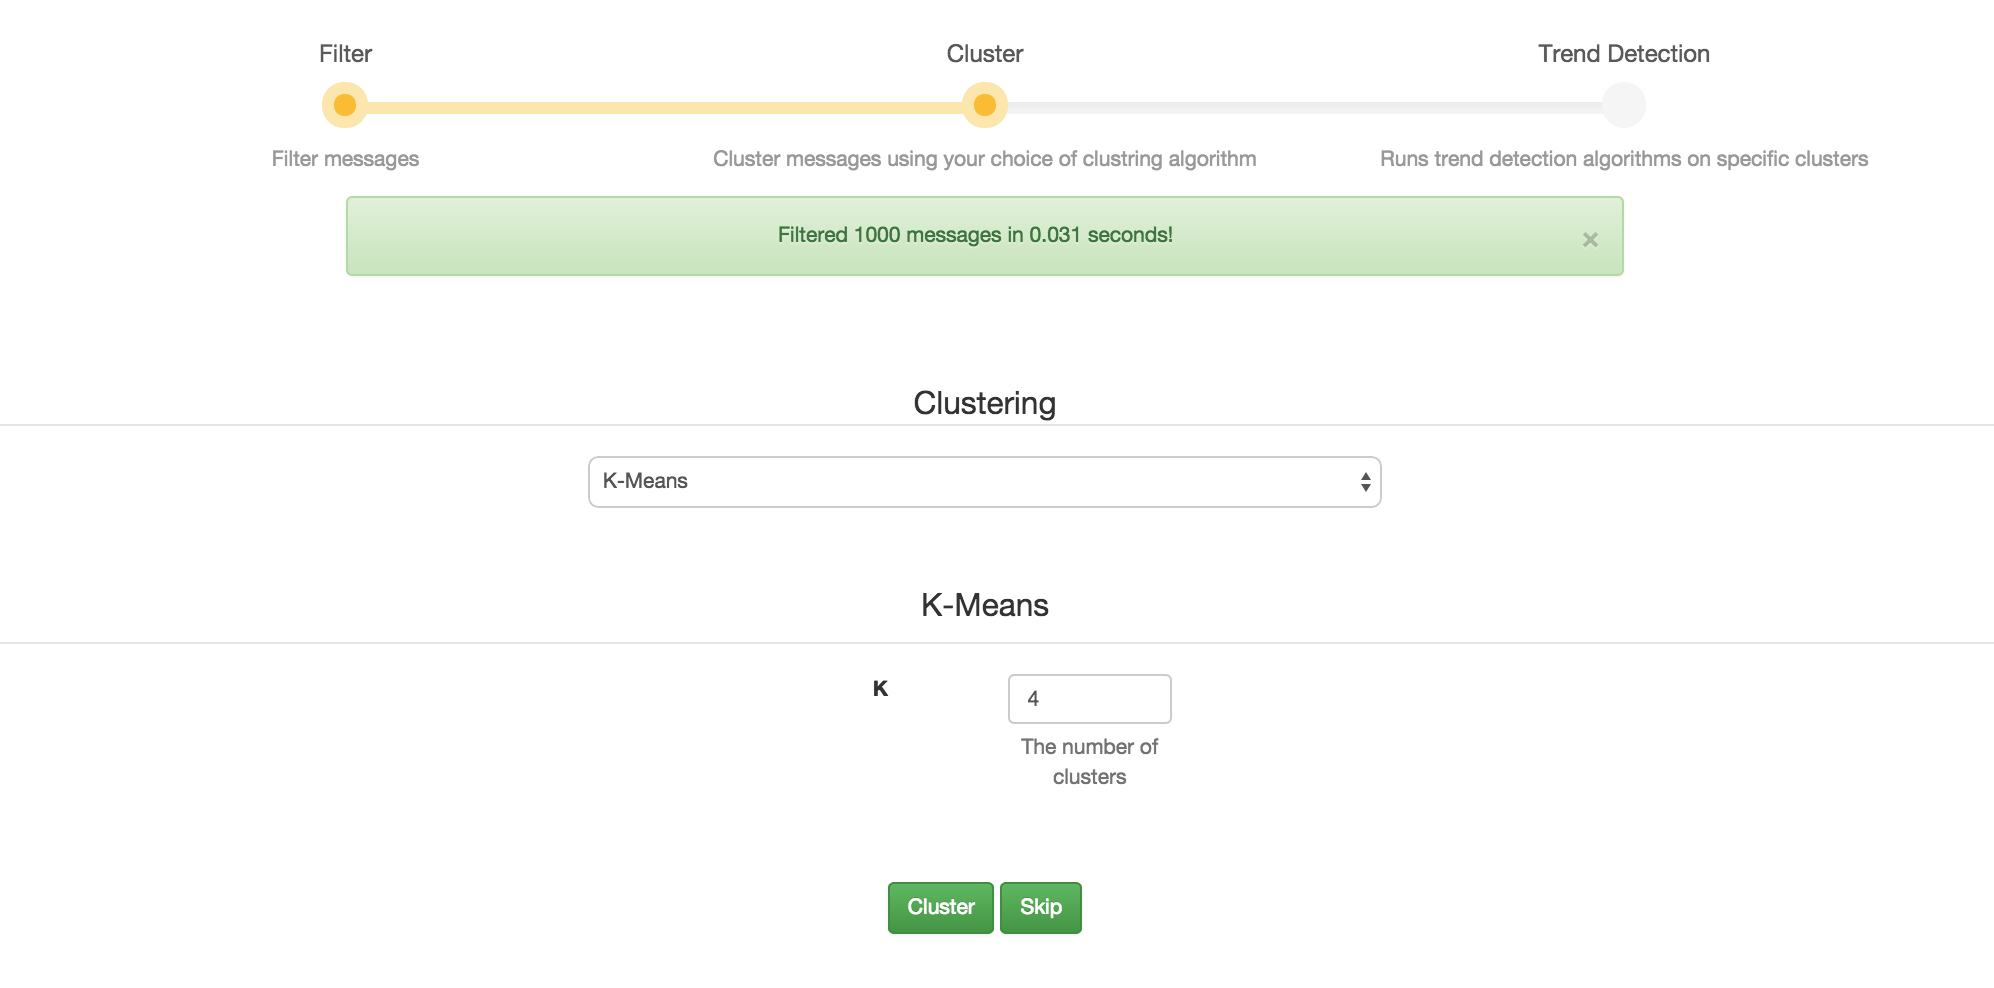 Filter
Cluster
Trend Detection
Filter messages
Cluster messages using your choice of clustring algorithm
Runs trend detection algorithms on specific clusters
Filtered 1000 messages in 0.031 seconds!
×
Clustering
K-Means
K-Means
K
4
The number of
clusters
Cluster
Skip